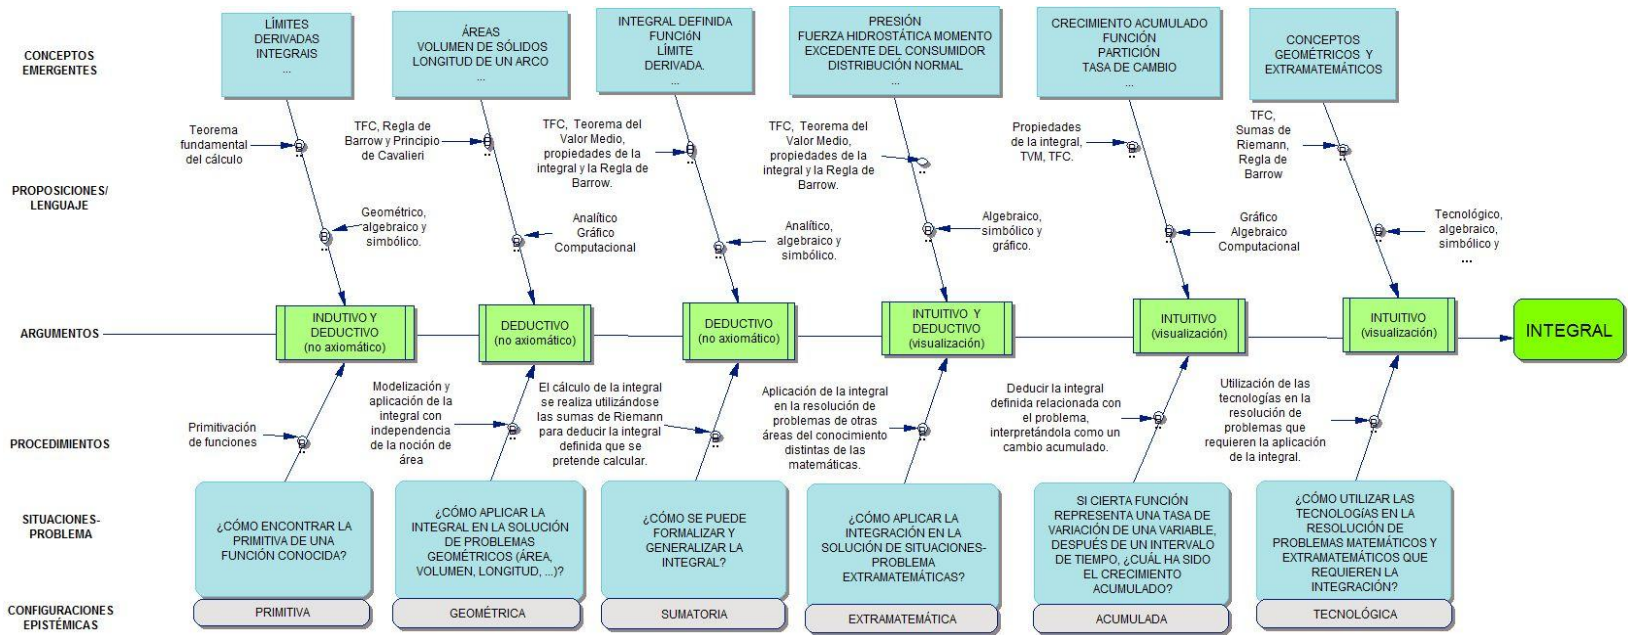 CONCEPTOS
EMERGENTES
LÍMITES
DERIVADAS
INTEGRAIS
...
ÁREAS
VOLUMEN DE SÓLIDOS
LONGITUD DE UN ARCO
...
INTEGRAL DEFINIDA
FUNCIóN
LÍMITE
DERIVADA.
...
PRESIÓN
FUERZA HIDROSTÁTICA MOMENTO
EXCEDENTE DEL CONSUMIDOR
DISTRIBUCIÓN NORMAL
...
CRECIMIENTO ACUMULADO
FUNCIÓN
PARTICIÓN
TASA DE CAMBIO
...
CONCEPTOS
GEOMÉTRICOS Y
EXTRAMATEMÁTICOS
PROPOSICIONES/
LENGUAJE
Teorema
fundamental
del cálculo
TFC, Regla de
Barrow y Principio
de Cavalieri
TFC, Teorema del
Valor Medio,
propiedades de la
integral y la Regla de
Barrow.
TFC, Teorema del
Valor Medio,
propiedades de la
integral y la Regla de
Barrow.
Propiedades
de la integral,
TVM, TFC.
TFC,
Sumas de
Riemann,
Regla de
Barrow
Geométrico,
algebraico y
simbólico.
Analítico
Gráfico
Computacional
Analítico,
algebraico y
simbólico.
Algebraico,
simbólico y
gráfico.
Gráfico
Algebraico
Computacional
Tecnológico,
algebraico,
simbólico y
...
ARGUMENTOS
INDUTIVO Y
DEDUCTIVO
(no axiomático)
DEDUCTIVO
(no axiomático)
DEDUCTIVO
(no axiomático)
INTUITIVO Y
DEDUCTIVO
(visualización)
INTUITIVO
(visualización)
INTUITIVO
(visualización)
INTEGRAL
PROCEDIMIENTOS
Primitivación
de funciones
Modelización y
aplicación de la
integral con
independencia
de la noción de
área
El cálculo de la integral
se realiza utilizándose
las sumas de Riemann
para deducir la integral
definida que se
pretende calcular.
Aplicación de la integral
en la resolución de
problemas de otras
áreas del conocimiento
distintas de las
matemáticas.
Deducir la integral
definida relacionada con
el problema,
interpretándola como un
cambio acumulado.
Utilización de las
tecnologías en la
resolución de
problemas que
requieren la aplicación
de la integral.
SITUACIONES-
PROBLEMA
¿CÓMO ENCONTRAR LA
PRIMITIVA DE UNA
FUNCIÓN CONOCIDA?
¿CÓMO APLICAR LA
INTEGRAL EN LA SOLUCIÓN
DE PROBLEMAS
GEOMÉTRICOS (ÁREA,
VOLUMEN, LONGITUD, ...)?
¿CÓMO SE PUEDE
FORMALIZAR Y
GENERALIZAR LA
INTEGRAL?
¿CÓMO APLICAR LA
INTEGRACIÓN EN LA
SOLUCIÓN DE SITUACIONES-
PROBLEMA
EXTRAMATEMÁTICAS?
SI CIERTA FUNCIÓN
REPRESENTA UNA TASA DE
VARIACIÓN DE UNA VARIABLE,
DESPUÉS DE UN INTERVALO
DE TIEMPO, ¿CUÁL HA SIDO
EL CRECIMIENTO
ACUMULADO?
¿CÓMO UTILIZAR LAS
TECNOLOGíAS EN LA
RESOLUCIÓN DE
PROBLEMAS MATEMÁTICOS Y
EXTRAMATEMÁTICOS QUE
REQUIEREN LA
INTEGRACIÓN?
CONFIGURACIONES
EPISTÉMICAS
PRIMITIVA
GEOMÉTRICA
SUMATORIA
EXTRAMATEMÁTICA
ACUMULADA
TECNOLÓGICA